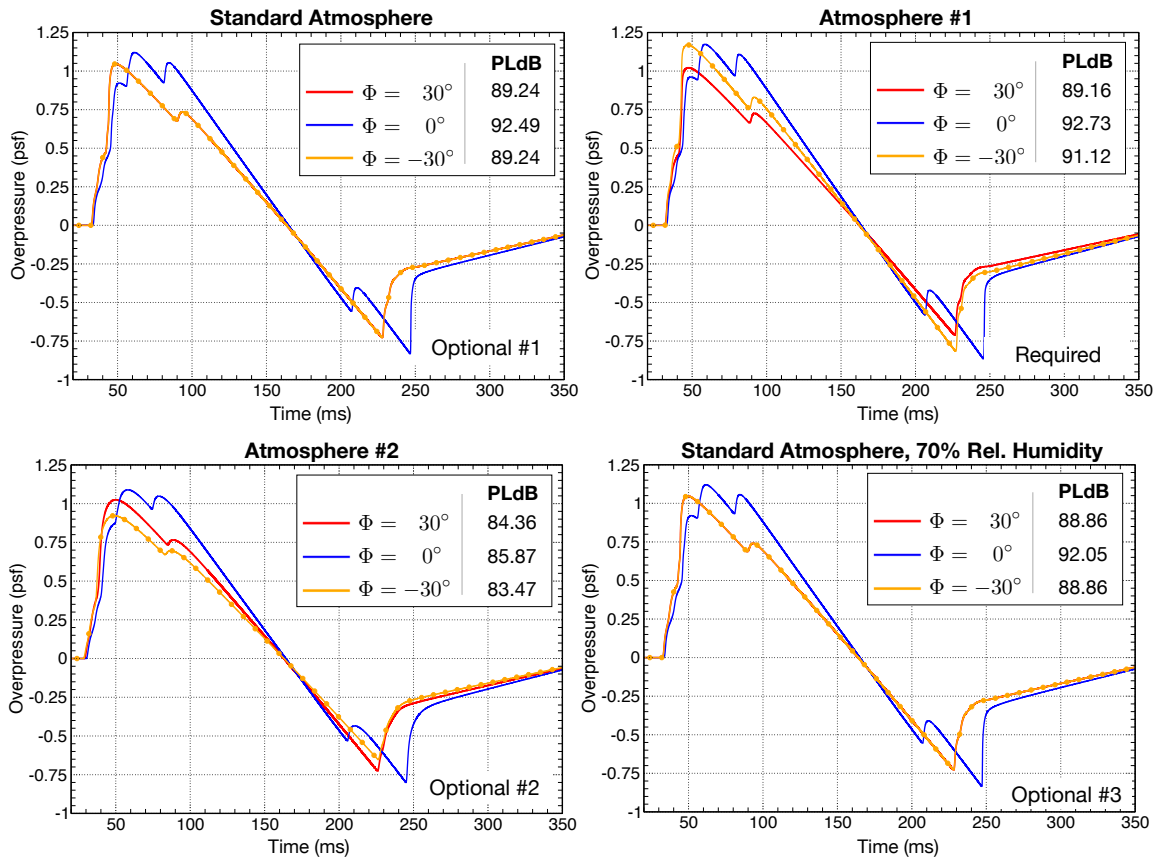 Standard Atmosphere
1.25
1
0.75
0.5
0.25
0
-0.25
-0.5
-0.75
-1
Overpressure (psf)
PLdB
Φ = 30° 89.24
Φ = 0° 92.49
Φ = −30° 89.24
Optional #1
50 100 150 200 250 300 350
Time (ms)
Atmosphere #1
1.25
1
0.75
0.5
0.25
0
-0.25
-0.5
-0.75
-1
Overpressure (psf)
PLdB
Φ = 30° 89.16
Φ = 0° 92.73
Φ = −30° 91.12
Required
50 100 150 200 250 300 350
Time (ms)
Atmosphere #2
1.25
1
0.75
0.5
0.25
0
-0.25
-0.5
-0.75
-1
Overpressure (psf)
PLdB
Φ = 30° 84.36
Φ = 0° 85.87
Φ = −30° 83.47
Optional #2
50 100 150 200 250 300 350
Time (ms)
Standard Atmosphere, 70% Rel. Humidity
1.25
1
0.75
0.5
0.25
0
-0.25
-0.5
-0.75
-1
Overpressure (psf)
PLdB
Φ = 30° 88.86
Φ = 0° 92.05
Φ = −30° 88.86
Optional #3
50 100 150 200 250 300 350
Time (ms)